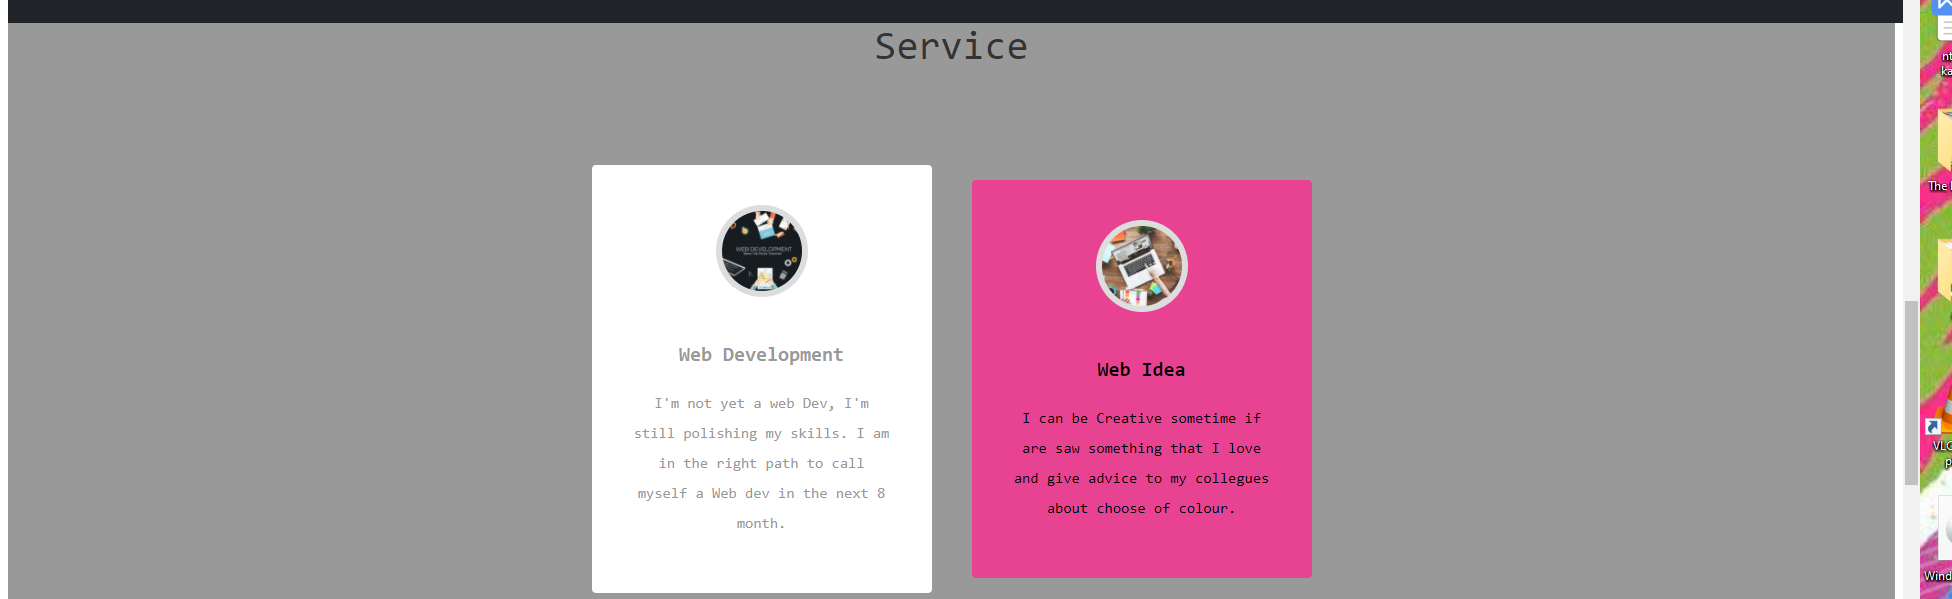 Service
WEB DEVELOPMENT
Web Development
I'm not yet a web Dev, I'm
still polishing my skills. I am
in the right path to call
myself a Web dev in the next 8
month.
Web Idea
I can be Creative sometime if
are saw something that I love
and give advice to my collegues
about choose of colour.
The
VLC
p
Wind